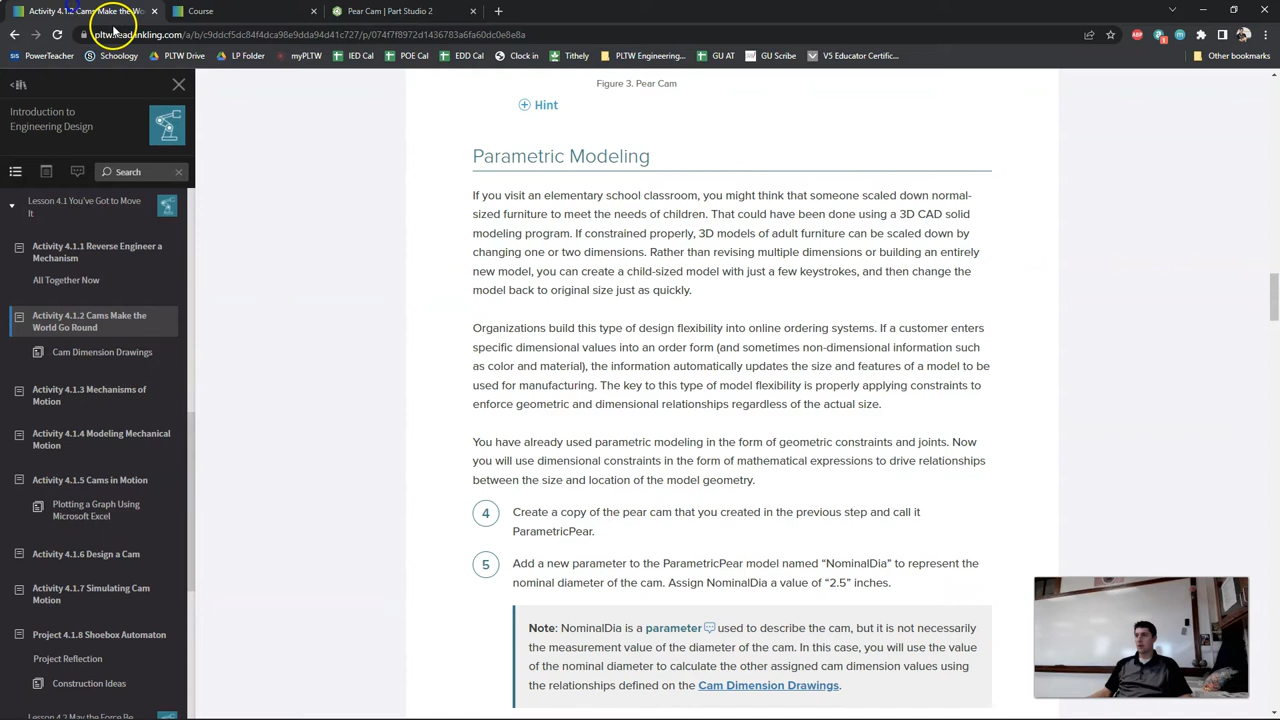 Activity 4.1.2 Cams Make the Wo
Course
Pear Cam | Part Studio 2
pltw.read.inkling.com/a/b/c9ddcf5dc84f4dca98e9dda94d41c727/p/074f7f8972d1436783a6fa60dc0e8e8a
SIS PowerTeacher
Schoology
PLTW Drive
LP Folder
myPLTW
IED Cal
POE Cal
EDD Cal
Clock in
Tithely
PLTW Engineering...
GU AT
GU Scribe
V5 Educator Certific...
Other bookmarks
Introduction to
Engineering Design
Search
Lesson 4.1 You've Got to Move
It
Activity 4.1.1 Reverse Engineer a
Mechanism
All Together Now
Activity 4.1.2 Cams Make the
World Go Round
Cam Dimension Drawings
Activity 4.1.3 Mechanisms of
Motion
Activity 4.1.4 Modeling Mechanical
Motion
Activity 4.1.5 Cams in Motion
Plotting a Graph Using
Microsoft Excel
Activity 4.1.6 Design a Cam
Activity 4.1.7 Simulating Cam
Motion
Project 4.1.8 Shoebox Automaton
Project Reflection
Construction Ideas
Lesson 4.2 May the Force Be
Figure 3. Pear Cam
Hint
Parametric Modeling
If you visit an elementary school classroom, you might think that someone scaled down normal-
sized furniture to meet the needs of children. That could have been done using a 3D CAD solid
modeling program. If constrained properly, 3D models of adult furniture can be scaled down by
changing one or two dimensions. Rather than revising multiple dimensions or building an entirely
new model, you can create a child-sized model with just a few keystrokes, and then change the
model back to original size just as quickly.
Organizations build this type of design flexibility into online ordering systems. If a customer enters
specific dimensional values into an order form (and sometimes non-dimensional information such
as color and material), the information automatically updates the size and features of a model to be
used for manufacturing. The key to this type of model flexibility is properly applying constraints to
enforce geometric and dimensional relationships regardless of the actual size.
You have already used parametric modeling in the form of geometric constraints and joints. Now
you will use dimensional constraints in the form of mathematical expressions to drive relationships
between the size and location of the model geometry.
4 Create a copy of the pear cam that you created in the previous step and call it
ParametricPear.
5 Add a new parameter to the ParametricPear model named “NominalDia” to represent the
nominal diameter of the cam. Assign NominalDia a value of “2.5” inches.
Note: NominalDia is a parameter used to describe the cam, but it is not necessarily
the measurement value of the diameter of the cam. In this case, you will use the value
of the nominal diameter to calculate the other assigned cam dimension values using
the relationships defined on the Cam Dimension Drawings.